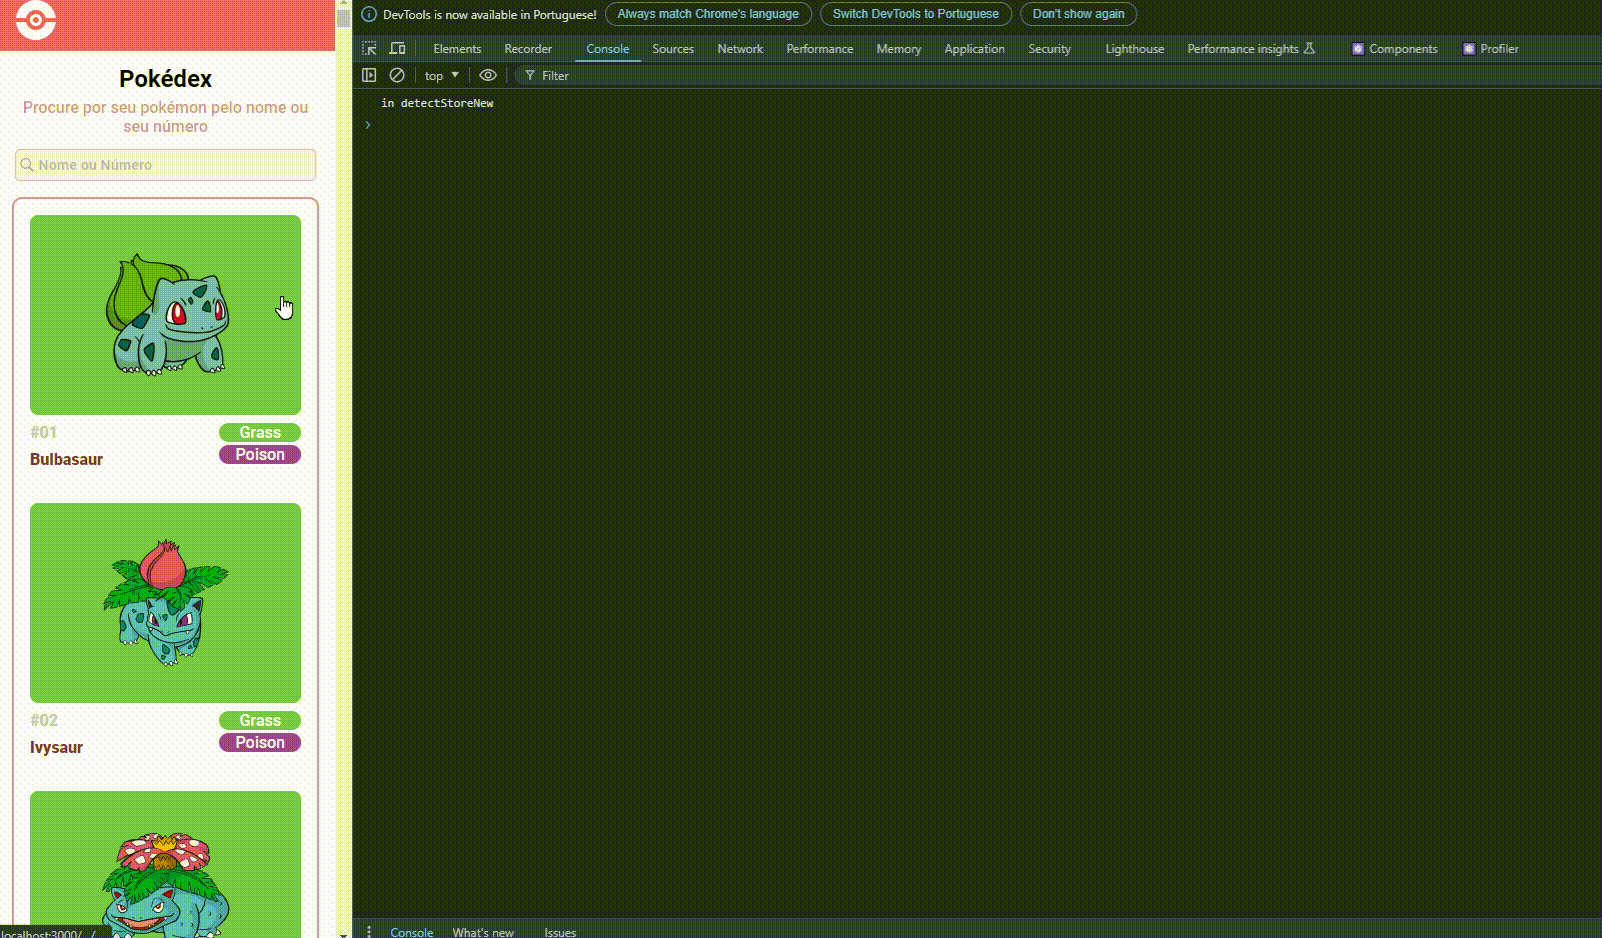 Pokédex
Procure por seu pokémon pelo nome ou
seu número
Nome ou Número
#01
Grass
Poison
Bulbasaur
#02
Grass
Poison
Ivysaur
localhost:3000/_/
DevTools is now available in Portuguese!
Always match Chrome's language
Switch DevTools to Portuguese
Don't show again
Elements
Recorder
Console
Sources
Network
Performance
Memory
Application
Security
Lighthouse
Performance insights
Components
Profiler
top
Filter
in detectStoreNew
Console
What's new
Issues